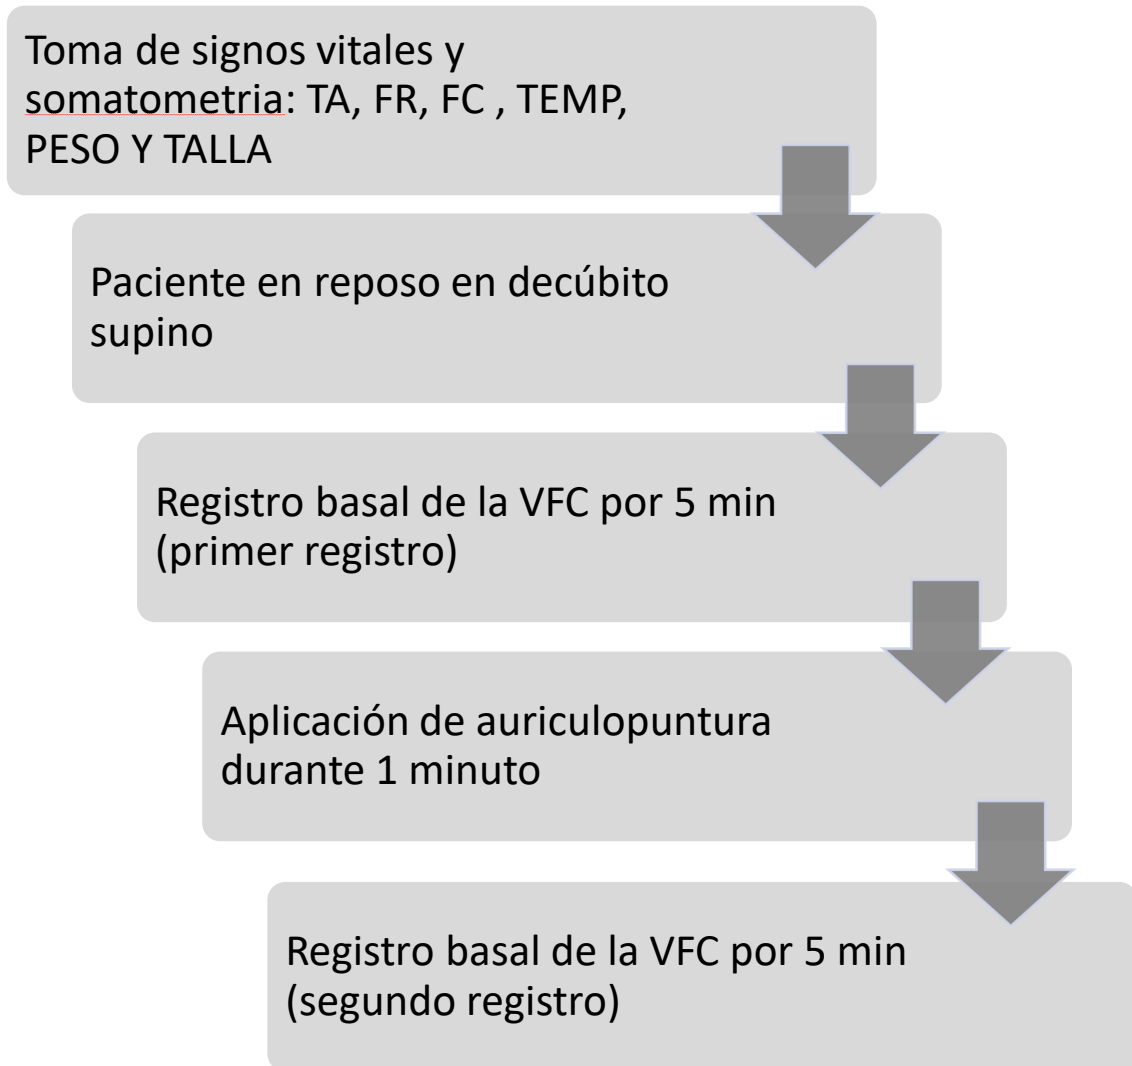 Toma de signos vitales y
somatometria: TA, FR, FC , TEMP,
PESO Y TALLA
Paciente en reposo en decúbito
supino
Registro basal de la VFC por 5 min
(primer registro)
Aplicación de auriculopuntura
durante 1 minuto
Registro basal de la VFC por 5 min
(segundo registro)